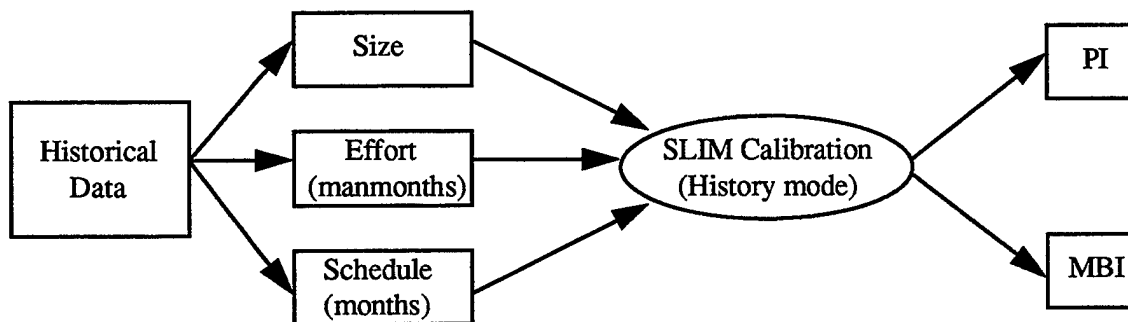 Historical
Data
Size
Effort
(manmonths)
Schedule
(months)
SLIM Calibration
(History mode)
PI
MBI